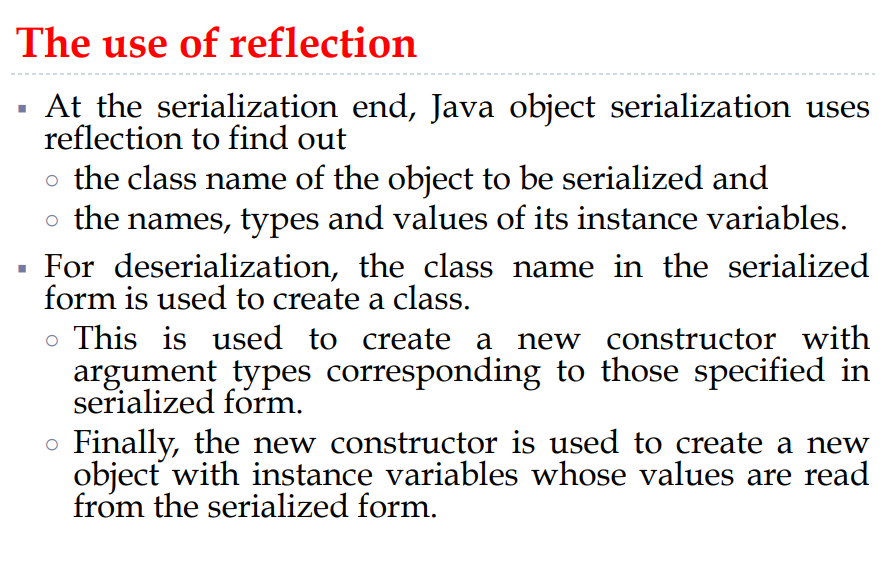 The use of reflection
▪ At the serialization end, Java object serialization uses
reflection to find out
○ the class name of the object to be serialized and
○ the names, types and values of its instance variables.
▪ For deserialization, the class name in the serialized
form is used to create a class.
○ This is used to create a new constructor with
argument types corresponding to those specified in
serialized form.
○ Finally, the new constructor is used to create a new
object with instance variables whose values are read
from the serialized form.